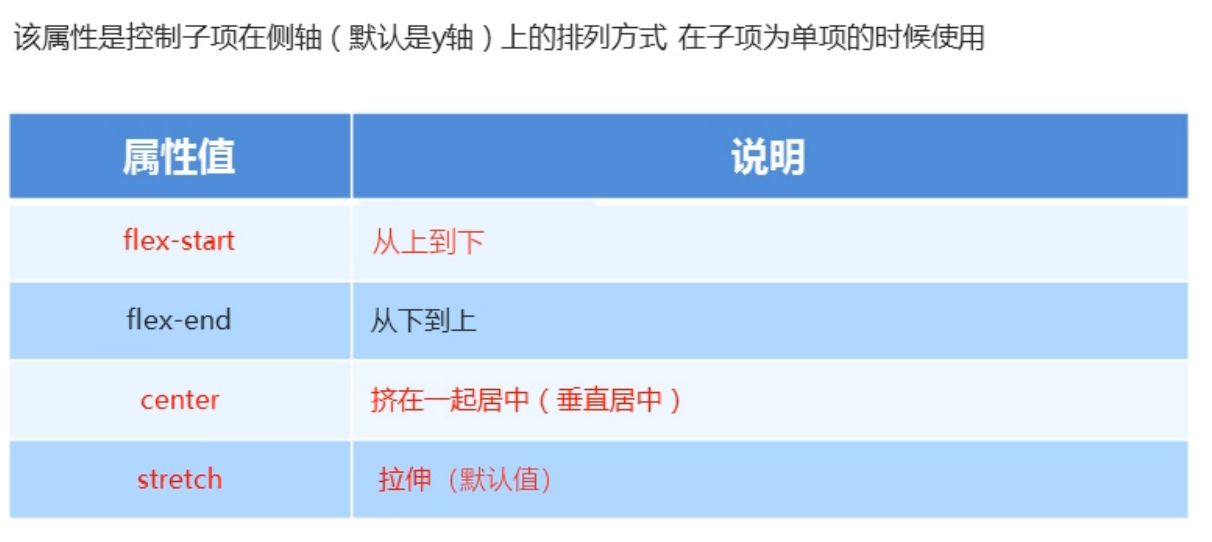 该属性是控制子项在侧轴（默认是y轴）上的排列方式 在子项为单项的时候使用
属性值 说明
flex-start 从上到下
flex-end 从下到上
center 挤在一起居中（垂直居中）
stretch 拉伸（默认值）